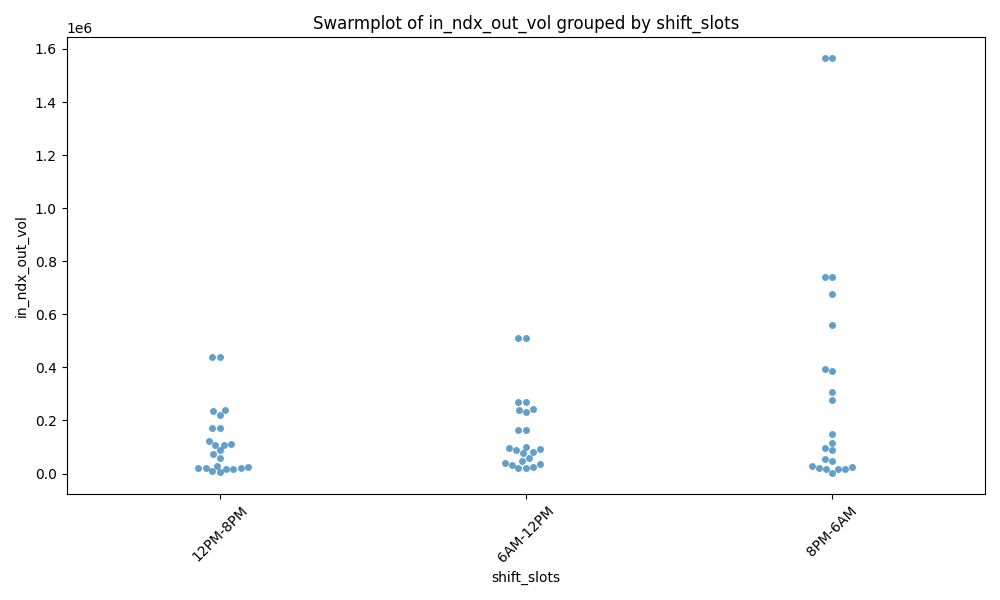 Swarmplot of in_ndx_out_vol grouped by shift_slots
1e6
1.6
1.4
1.2
1.0
0.8
0.6
0.4
0.2
0.0
in_ndx_out_vol
12PM-8PM
6AM-12PM
8PM-6AM
shift_slots